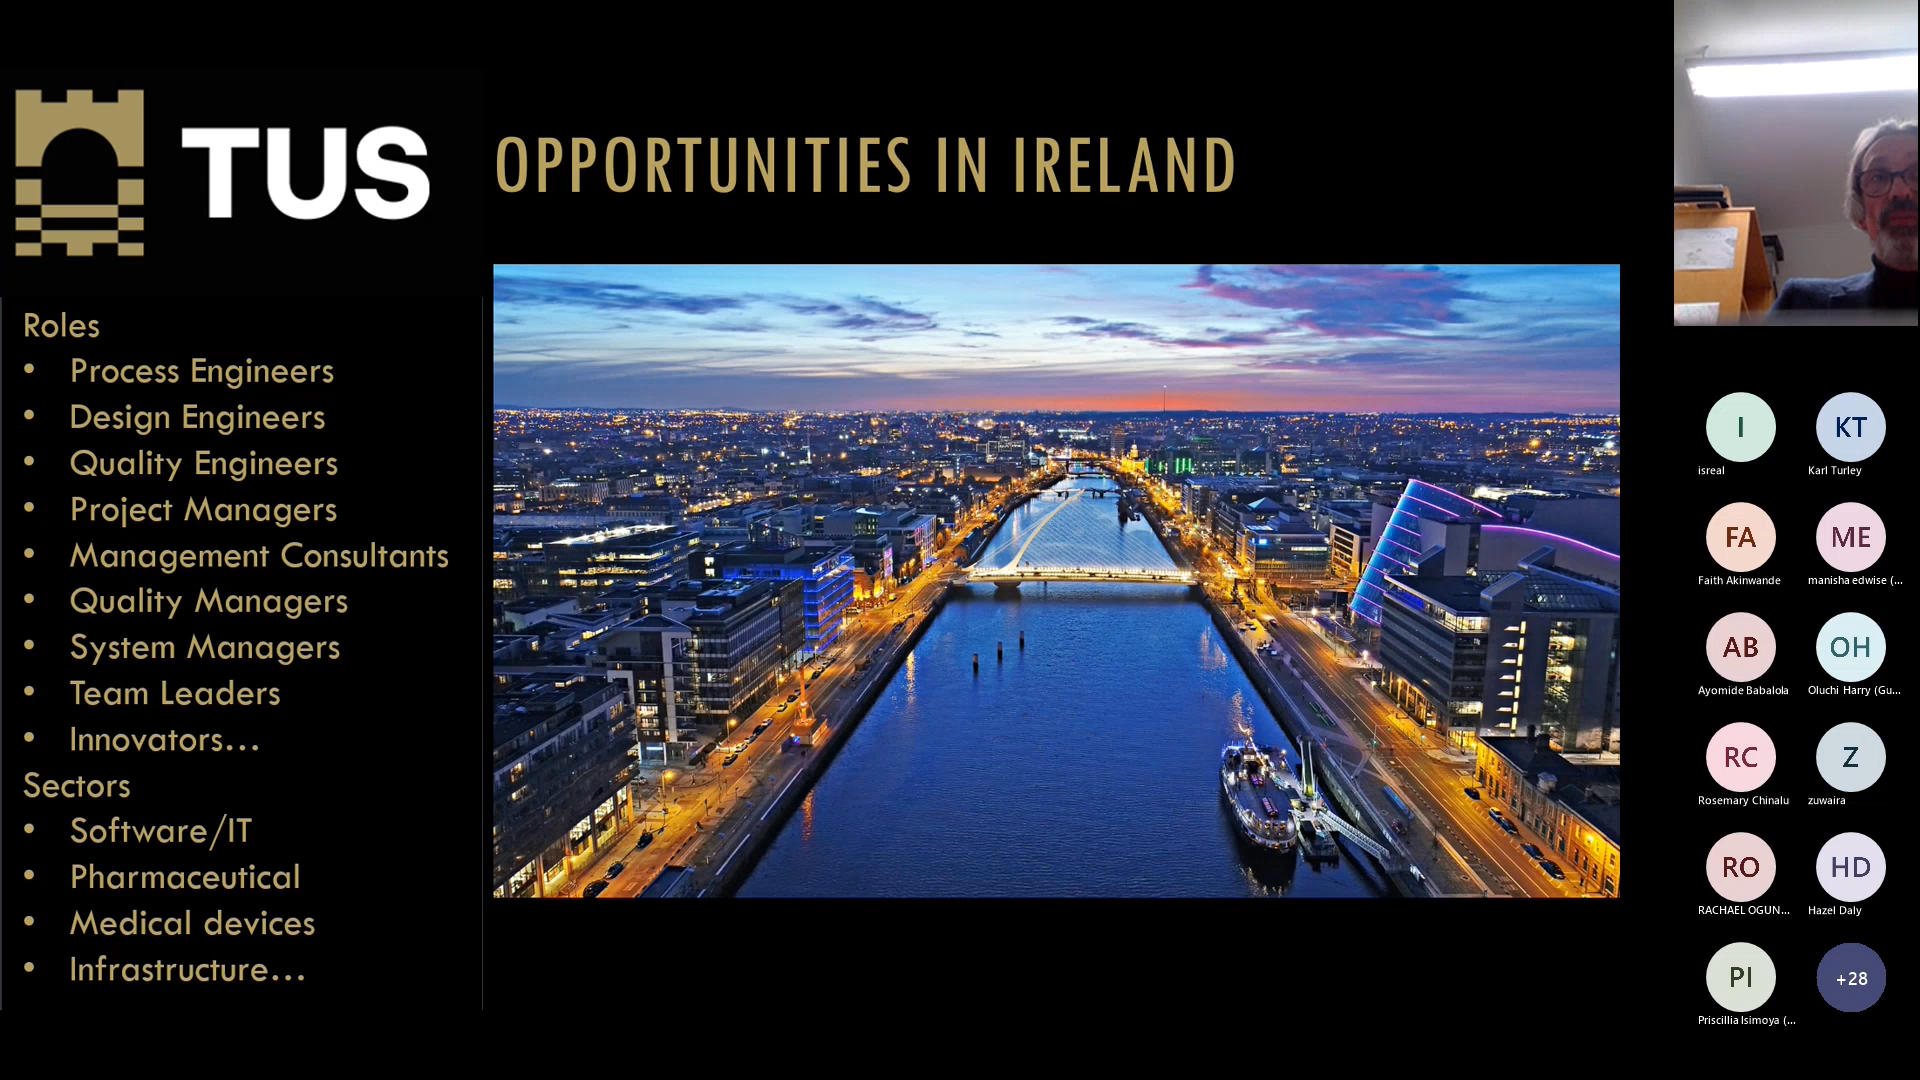 TUS
OPPORTUNITIES IN IRELAND
Roles
• Process Engineers
• Design Engineers
• Quality Engineers
• Project Managers
• Management Consultants
• Quality Managers
• System Managers
• Team Leaders
• Innovators...
Sectors
• Software/IT
• Pharmaceutical
• Medical devices
• Infrastructure...
I
isreal
KT
Karl Turley
FA
Faith Akinwande
ME
manisha edwise (...
AB
Ayomide Babalola
OH
Oluchi Harry (Gu...
RC
Rosemary Chinalu
Z
zuwaira
RO
RACHAEL OGUN...
HD
Hazel Daly
PI
Priscillia Isimoya (...
+28